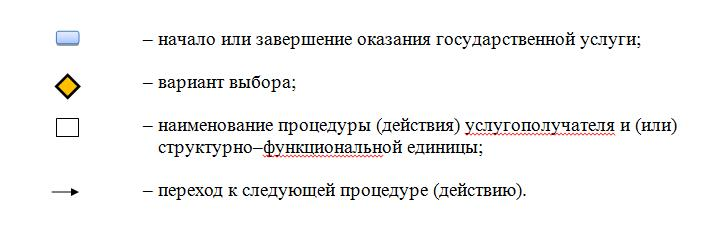 – начало или завершение оказания государственной услуги;
– вариант выбора;
– наименование процедуры (действия) услугополучателя и (или)
структурно–функциональной единицы;
– переход к следующей процедуре (действию).